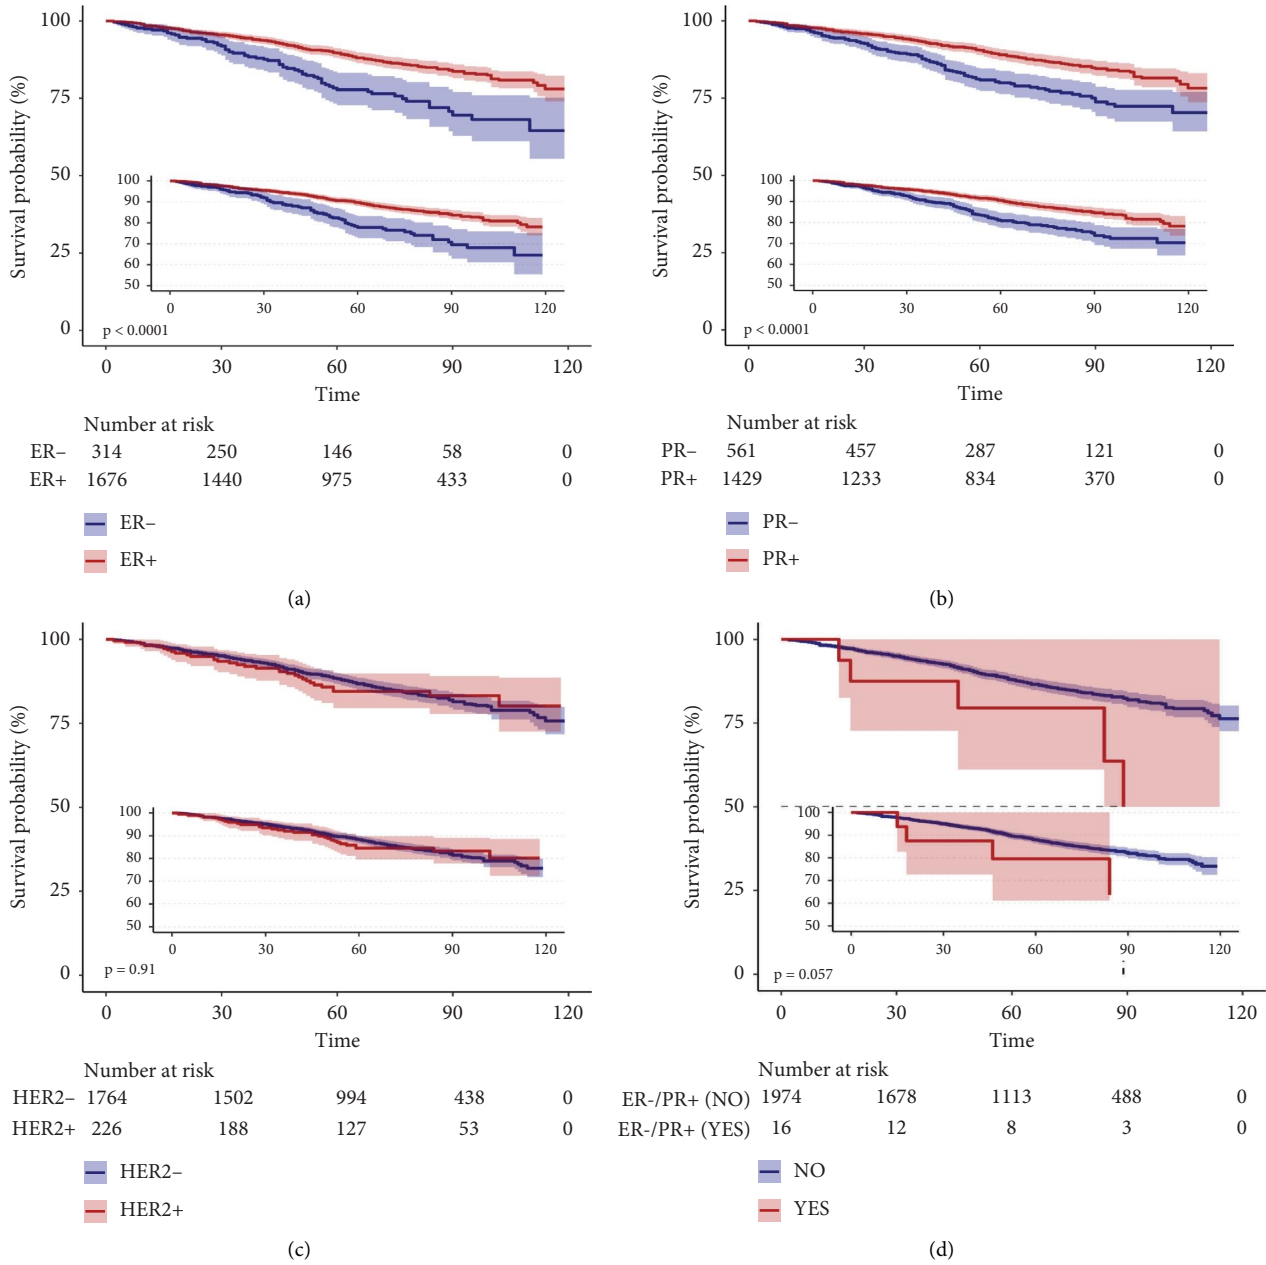 100
75
50
25
0
Survival probability (%)
100
90
80
70
60
50
0 30 60 90 120
p < 0.0001
0 30 60 90 120
Time
Number at risk
ER– 314 250 146 58 0
ER+ 1676 1440 975 433 0
ER–
ER+
(a)
100
75
50
25
0
Survival probability (%)
100
90
80
70
60
50
0 30 60 90 120
p < 0.0001
0 30 60 90 120
Time
Number at risk
PR– 561 457 287 121 0
PR+ 1429 1233 834 370 0
PR–
PR+
(b)
100
75
50
25
0
Survival probability (%)
100
90
80
70
60
50
0 30 60 90 120
p = 0.91
0 30 60 90 120
Time
Number at risk
HER2– 1764 1502 994 438 0
HER2+ 226 188 127 53 0
HER2–
HER2+
(c)
100
75
50
25
0
Survival probability (%)
100
90
80
70
60
50
0 30 60 90 120
p = 0.057
0 30 60 90 120
Time
Number at risk
ER-/PR+ (NO) 1974 1678 1113 488 0
ER-/PR+ (YES) 16 12 8 3 0
NO
YES
(d)